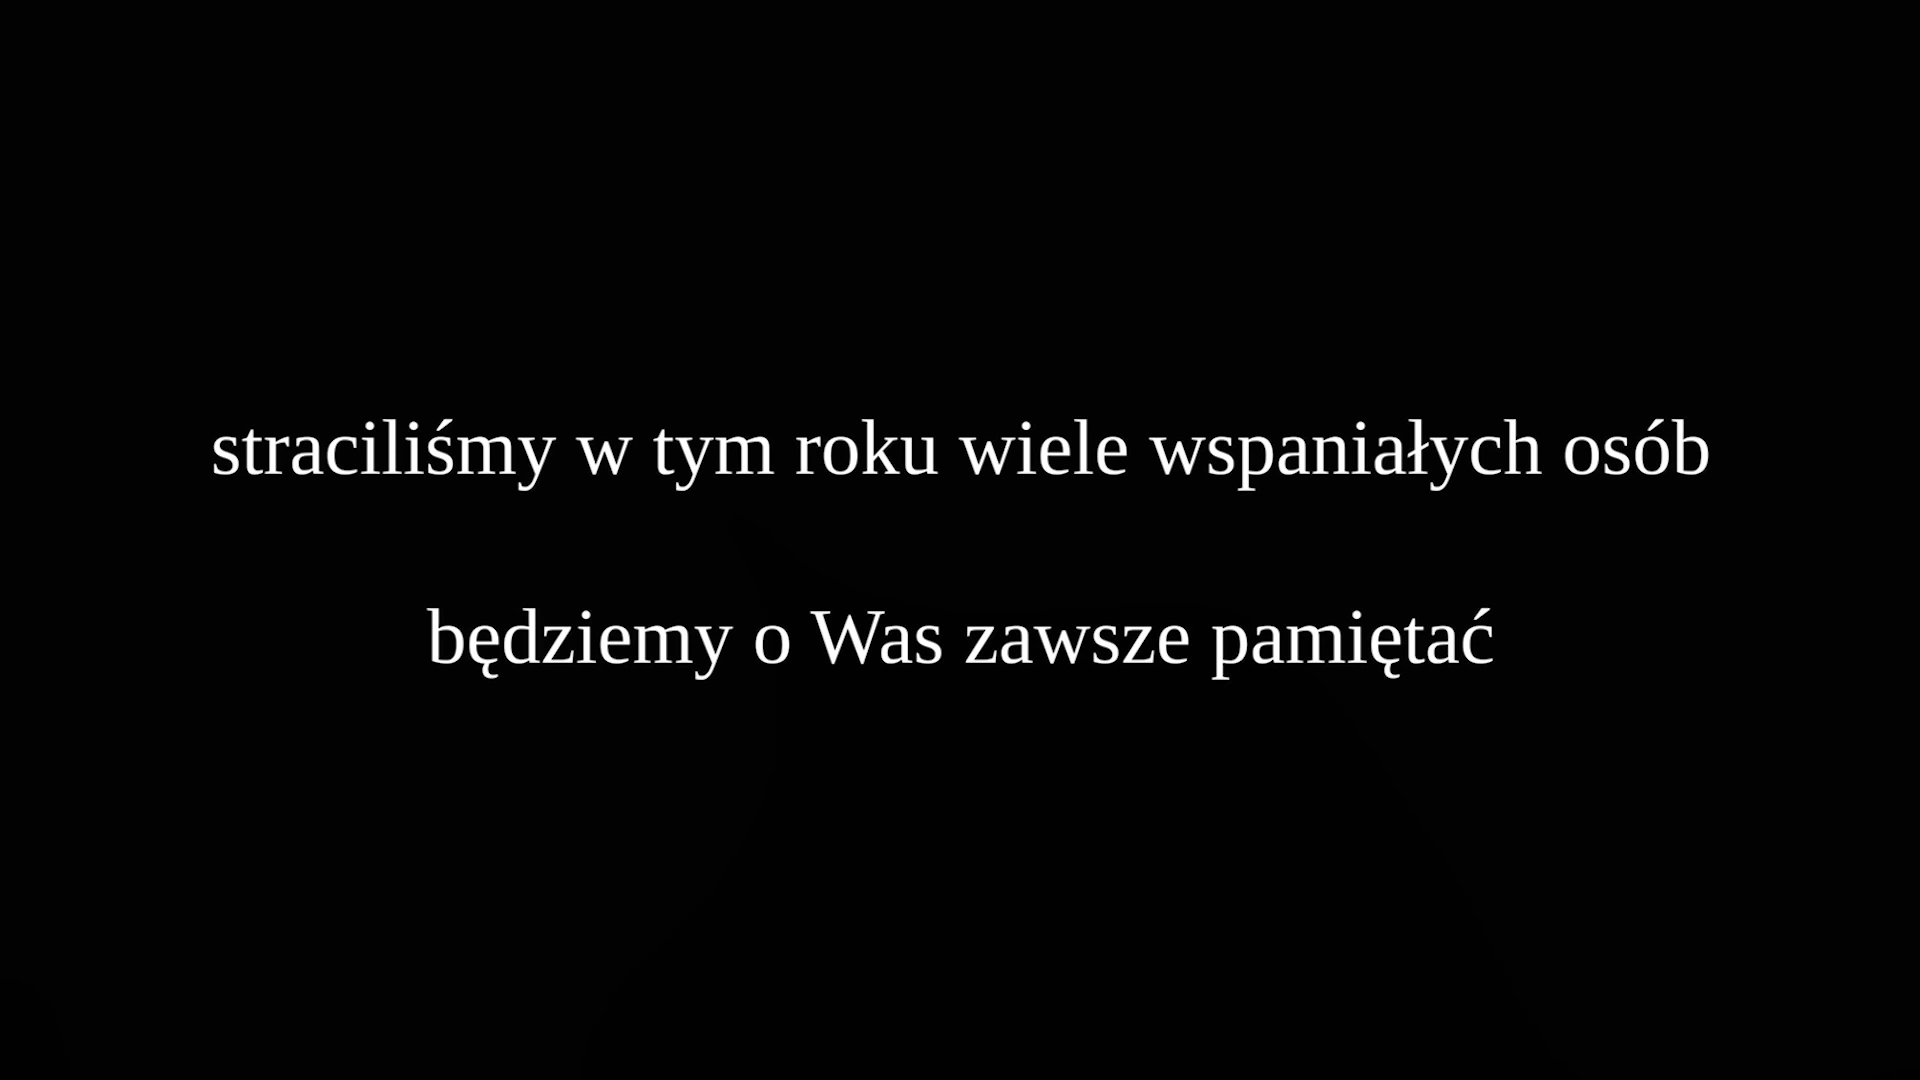 straciliśmy w tym roku wiele wspaniałych osób
będziemy o Was zawsze pamiętać